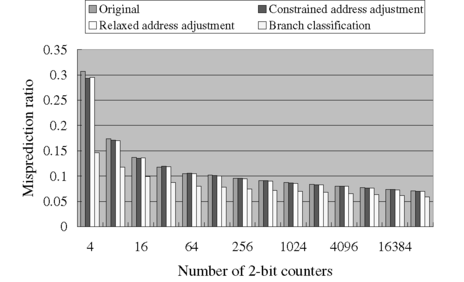 Original Constrained address adjustment
Relaxed address adjustment Branch classification
0.35
0.3
0.25
0.2
0.15
0.1
0.05
0
Misprediction ratio
4 16 64 256 1024 4096 16384
Number of 2-bit counters